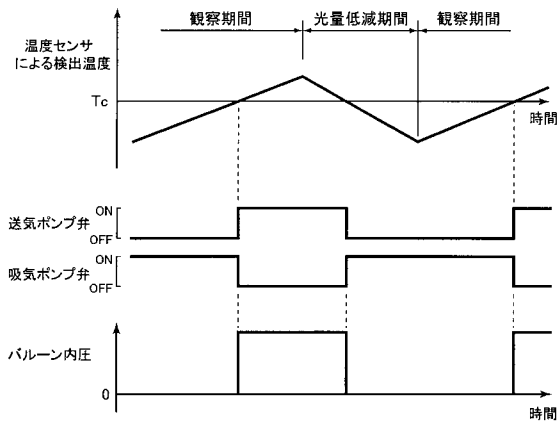 観察期間
光量低減期間
観察期間
温度センサ
による検出温度
Tc
時間
送気ポンプ弁
ON
OFF
吸気ポンプ弁
ON
OFF
バルーン内圧
0
時間